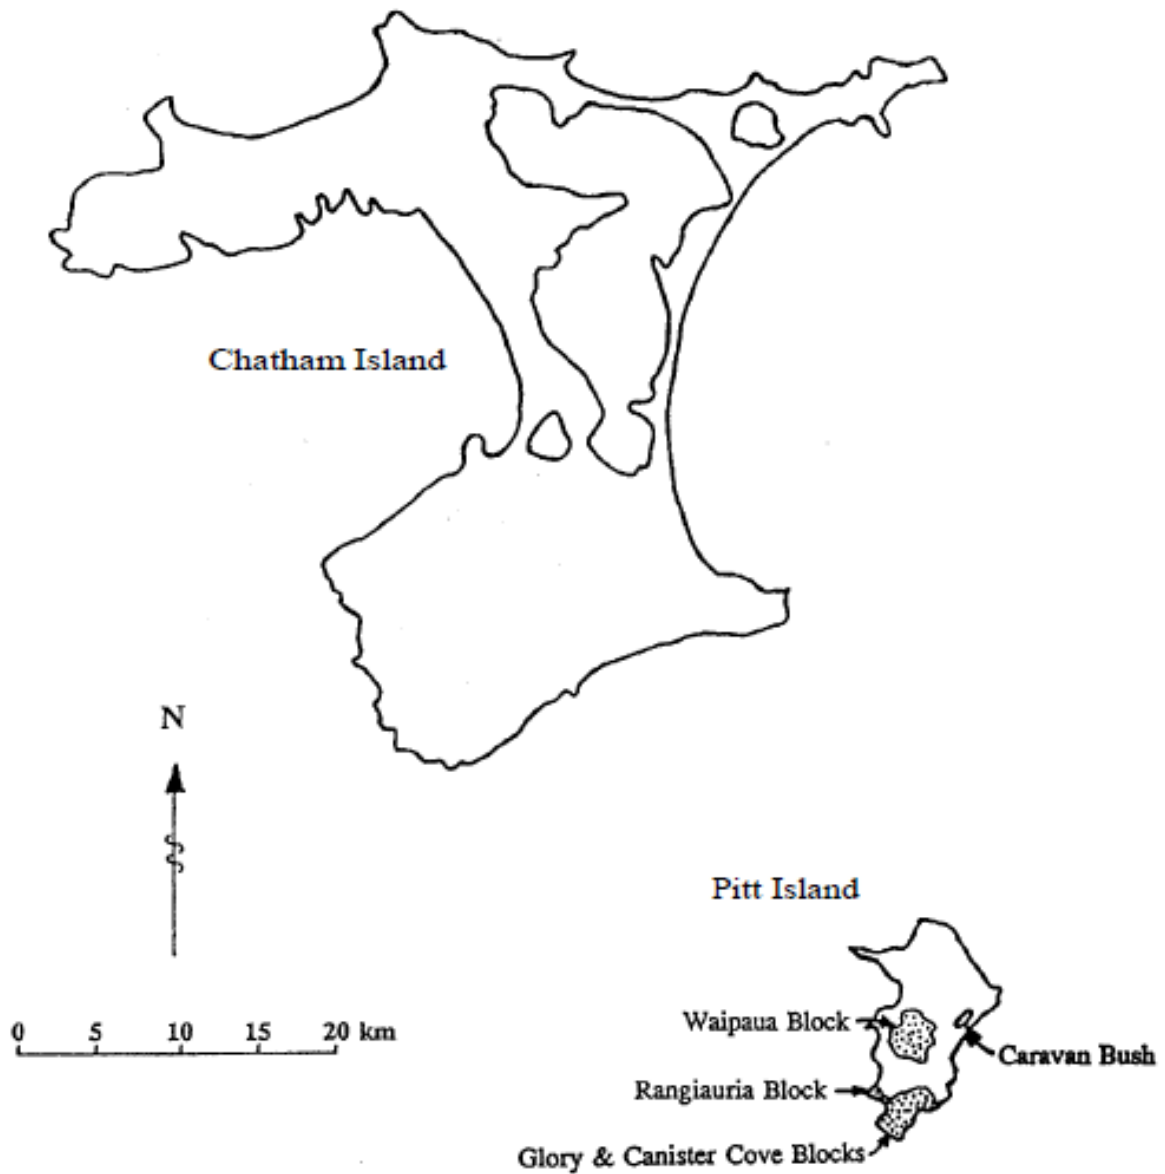 Chatham Island
N
Pitt Island
Waipaua Block
0 5 10 15 20 km
Caravan Bush
Rangiauria Block
Glory & Canister Cove Blocks